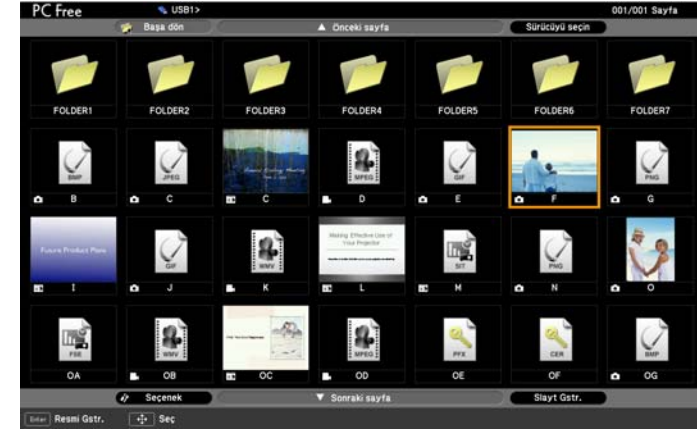 PC Free USB1> 001/001 Sayfa
Başa dön ▲ Önceki sayfa Sürücüyü seçin
FOLDER1 FOLDER2 FOLDER3 FOLDER4 FOLDER5 FOLDER6 FOLDER7
BMP JPEG MPEG GIF PNG
B C C D E F G
Future Product Plans GIF WMV Making Effective Use of SIT PNG
Your Projector
I J K L M N O
FSE WMV MPEG PFX CER BMP
OA OB OC OD OE OF OG
Seçenek ▼ Sonraki sayfa Slayt Gstr.
Enter Resmi Gstr. Seç